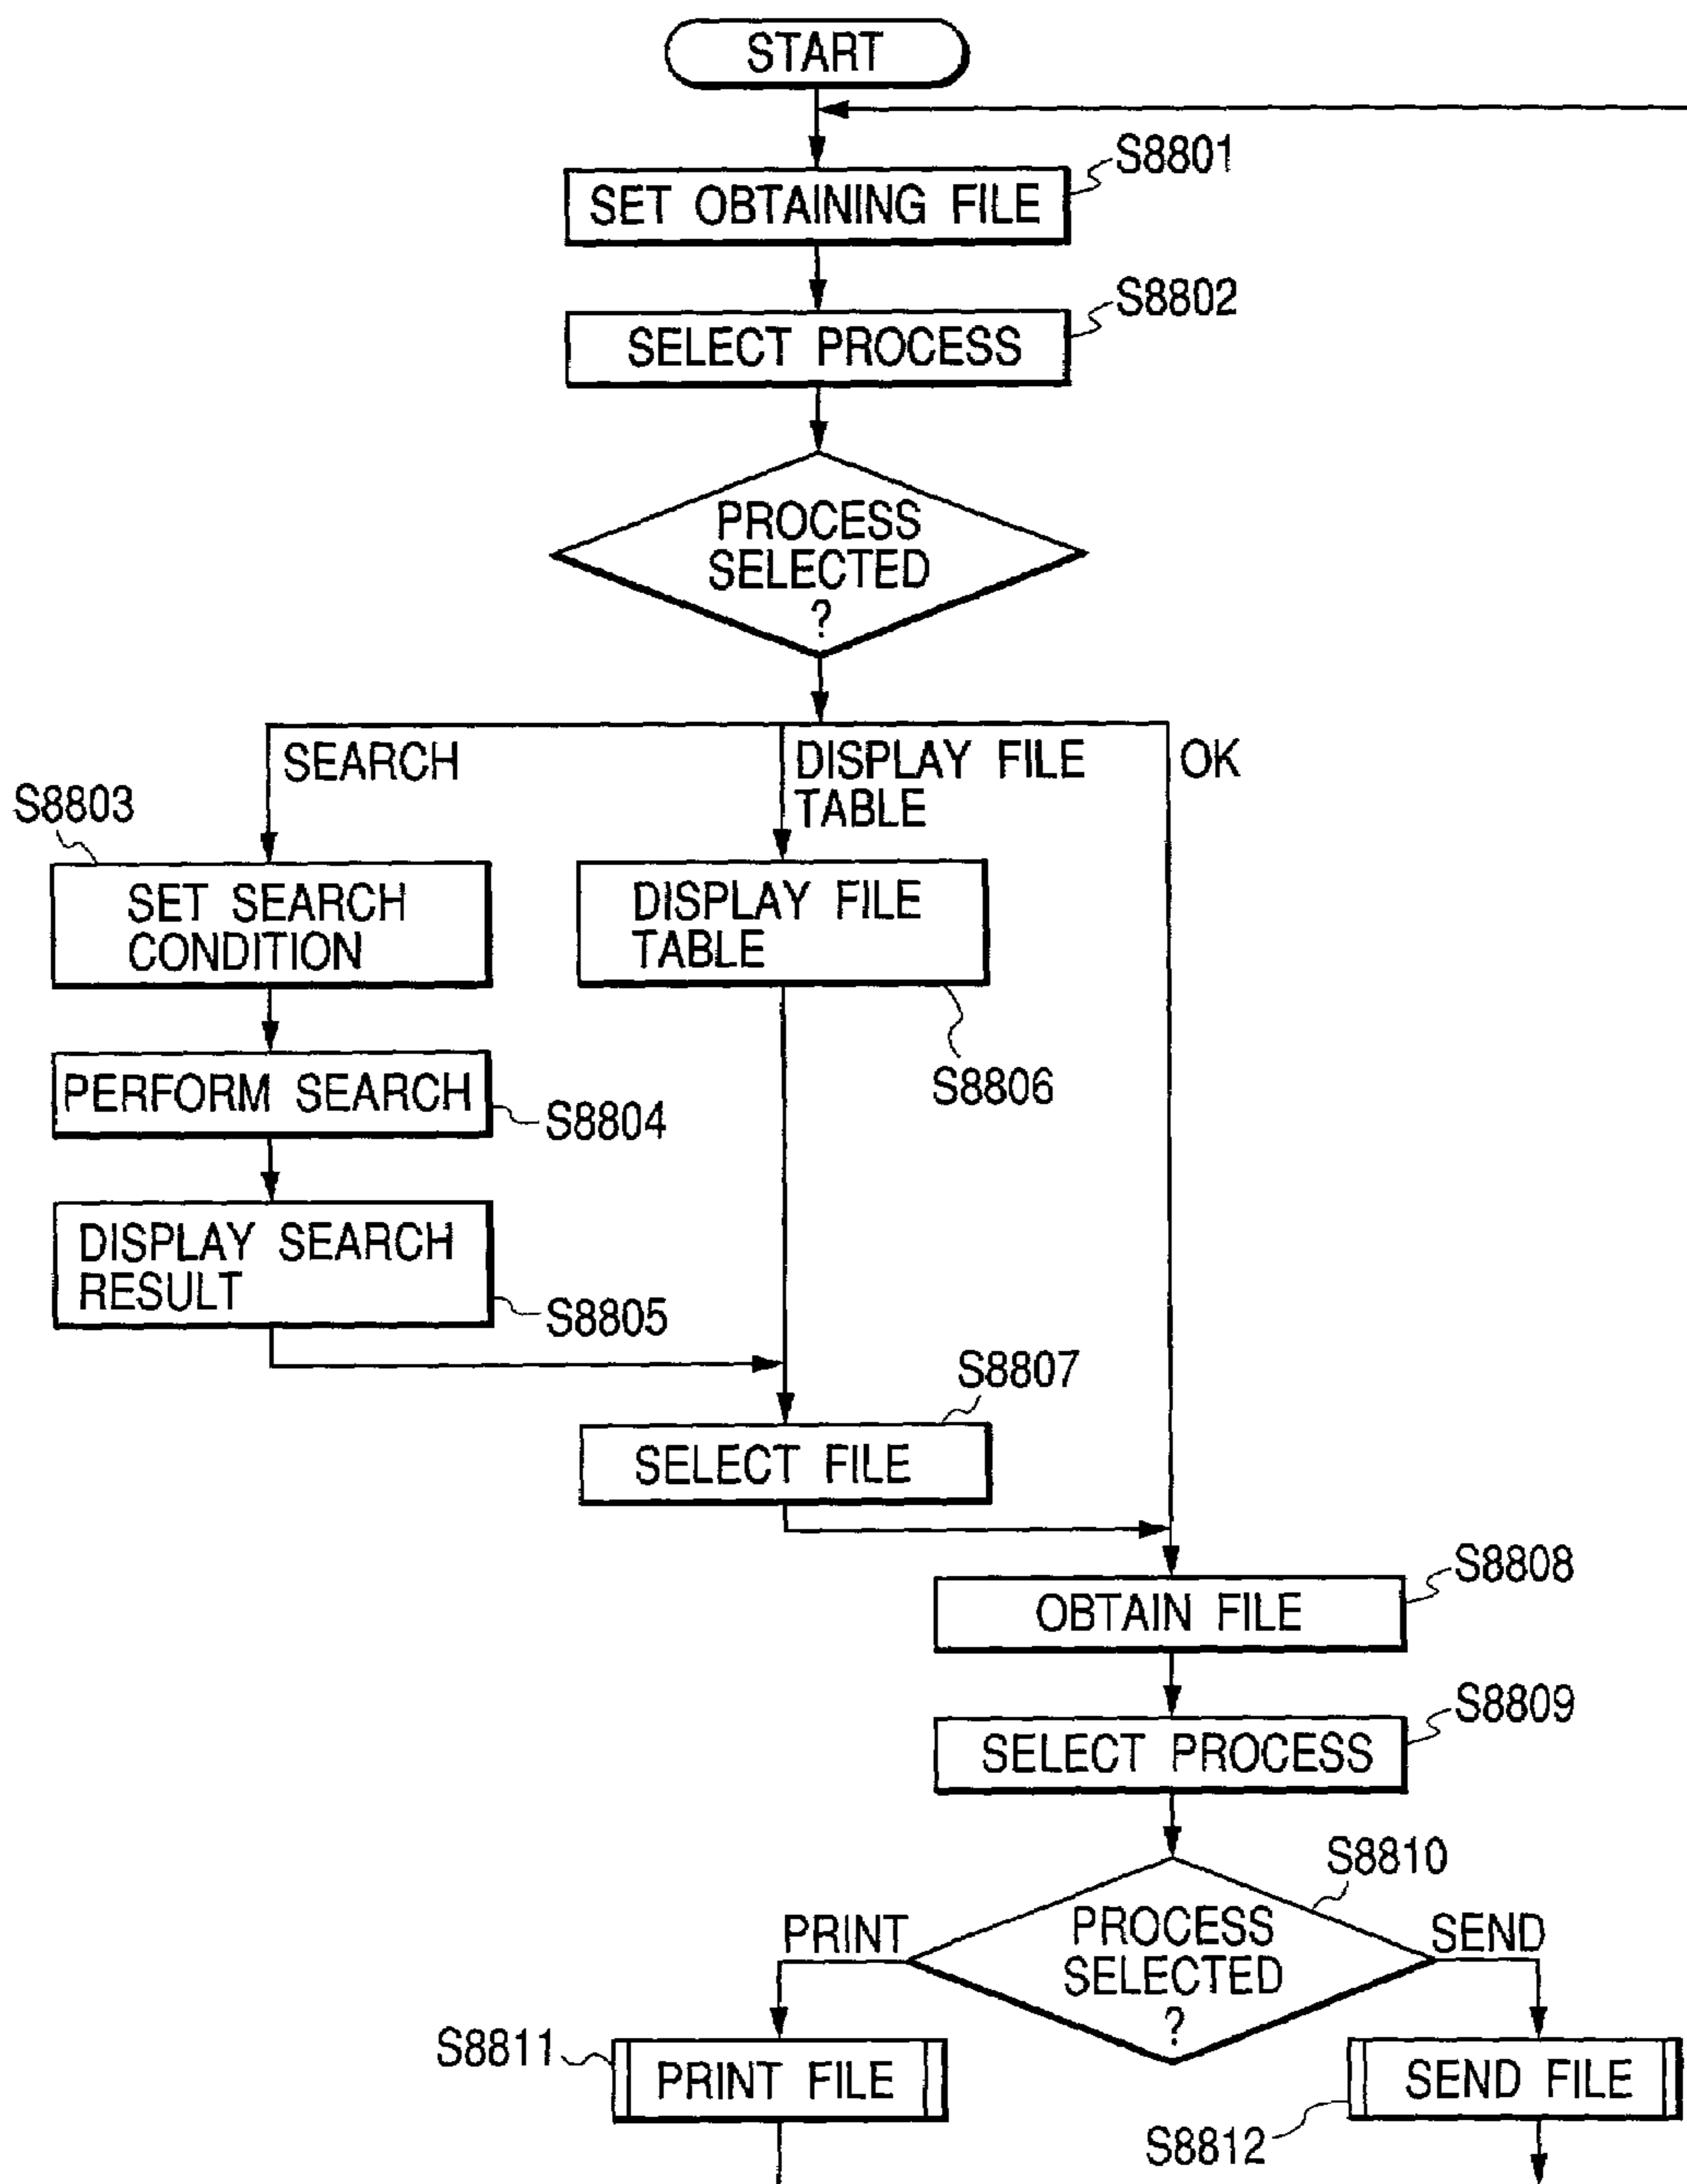 START
S8801
SET OBTAINING FILE
S8802
SELECT PROCESS
PROCESS
SELECTED
?
SEARCH
DISPLAY FILE
TABLE
OK
S8803
SET SEARCH
CONDITION
DISPLAY FILE
TABLE
S8806
PERFORM SEARCH
S8804
DISPLAY SEARCH
RESULT
S8805
S8807
SELECT FILE
S8808
OBTAIN FILE
S8809
SELECT PROCESS
S8810
PRINT
PROCESS
SELECTED
?
SEND
S8811
PRINT FILE
SEND FILE
S8812